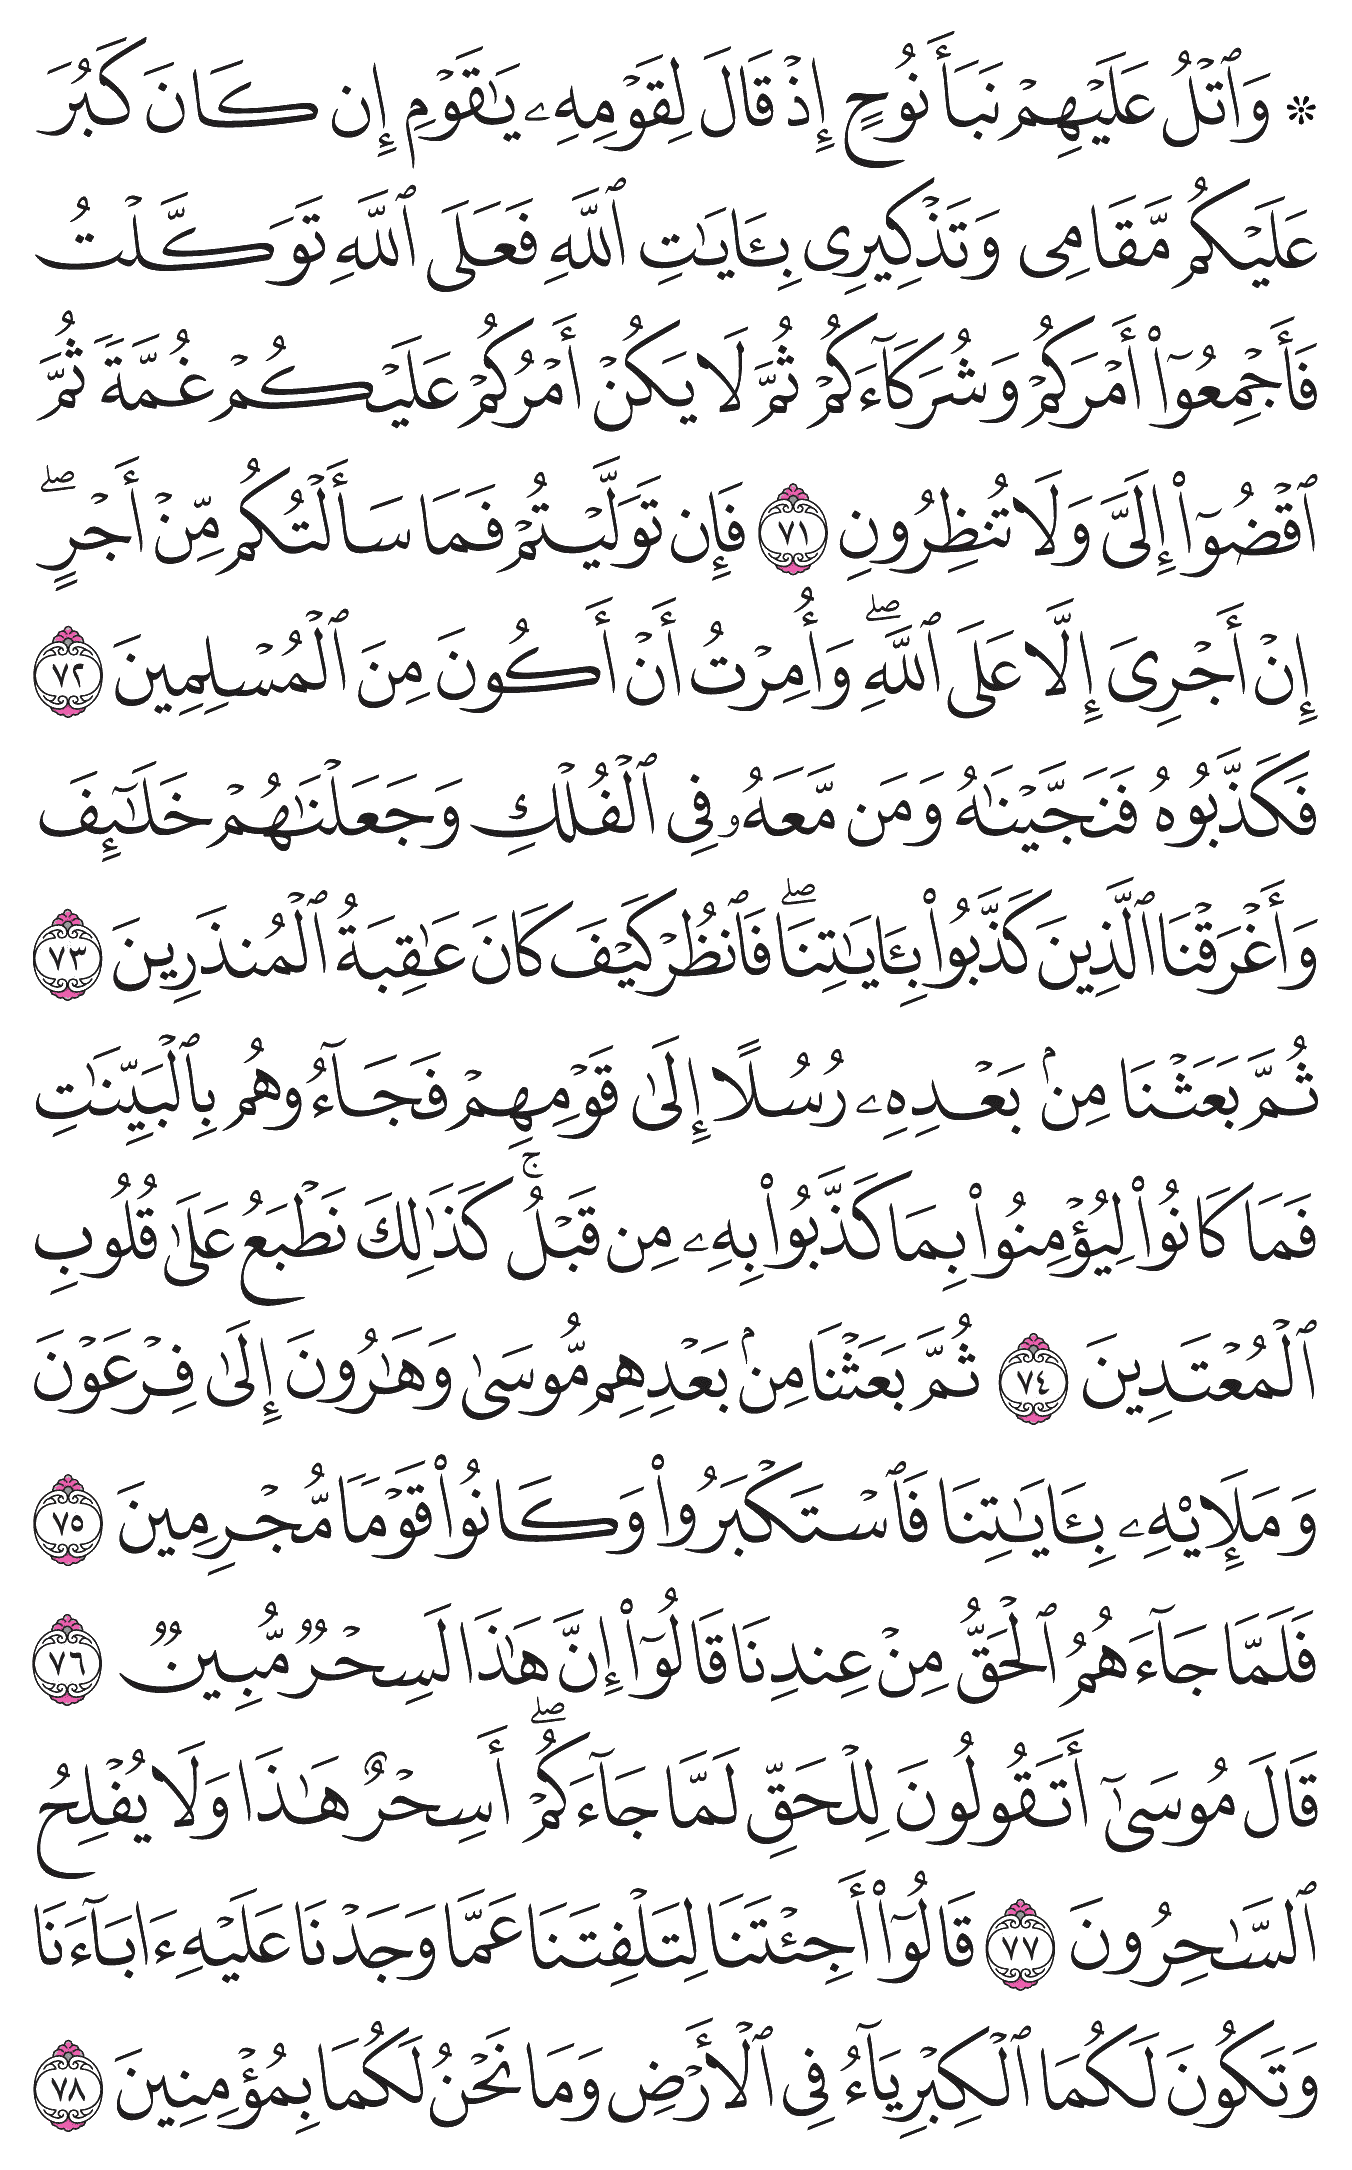 ۞ وَٱتْلُ عَلَيْهِمْ نَبَأَ نُوحٍ إِذْ قَالَ لِقَوْمِهِۦ يَـٰقَوْمِ إِن كَانَ كَبُرَ
عَلَيْكُم مَّقَامِى وَتَذْكِيرِى بِـَٔايَـٰتِ ٱللَّهِ فَعَلَى ٱللَّهِ تَوَكَّلْتُ
فَأَجْمِعُوٓا۟ أَمْرَكُمْ وَشُرَكَآءَكُمْ ثُمَّ لَا يَكُنْ أَمْرُكُمْ عَلَيْكُمْ غُمَّةً ثُمَّ
ٱقْضُوٓا۟ إِلَىَّ وَلَا تُنظِرُونِ ٧١ فَإِن تَوَلَّيْتُمْ فَمَا سَأَلْتُكُم مِّنْ أَجْرٍ ۖ
إِنْ أَجْرِىَ إِلَّا عَلَى ٱللَّهِ ۖ وَأُمِرْتُ أَنْ أَكُونَ مِنَ ٱلْمُسْلِمِينَ ٧٢
فَكَذَّبُوهُ فَنَجَّيْنَـٰهُ وَمَن مَّعَهُۥ فِى ٱلْفُلْكِ وَجَعَلْنَـٰهُمْ خَلَـٰٓئِفَ
وَأَغْرَقْنَا ٱلَّذِينَ كَذَّبُوا۟ بِـَٔايَـٰتِنَا ۖ فَٱنظُرْ كَيْفَ كَانَ عَـٰقِبَةُ ٱلْمُنذَرِينَ ٧٣
ثُمَّ بَعَثْنَا مِنۢ بَعْدِهِۦ رُسُلًا إِلَىٰ قَوْمِهِمْ فَجَآءُوهُم بِٱلْبَيِّنَـٰتِ
فَمَا كَانُوا۟ لِيُؤْمِنُوا۟ بِمَا كَذَّبُوا۟ بِهِۦ مِن قَبْلُ ۚ كَذَٰلِكَ نَطْبَعُ عَلَىٰ قُلُوبِ
ٱلْمُعْتَدِينَ ٧٤ ثُمَّ بَعَثْنَا مِنۢ بَعْدِهِم مُّوسَىٰ وَهَـٰرُونَ إِلَىٰ فِرْعَوْنَ
وَمَلَإِي۟هِۦ بِـَٔايَـٰتِنَا فَٱسْتَكْبَرُوا۟ وَكَانُوا۟ قَوْمًا مُّجْرِمِينَ ٧٥
فَلَمَّا جَآءَهُمُ ٱلْحَقُّ مِنْ عِندِنَا قَالُوٓا۟ إِنَّ هَـٰذَا لَسِحْرٌ مُّبِينٌ ٧٦
قَالَ مُوسَىٰٓ أَتَقُولُونَ لِلْحَقِّ لَمَّا جَآءَكُمْ ۖ أَسِحْرٌ هَـٰذَا وَلَا يُفْلِحُ
ٱلسَّـٰحِرُونَ ٧٧ قَالُوٓا۟ أَجِئْتَنَا لِتَلْفِتَنَا عَمَّا وَجَدْنَا عَلَيْهِ ءَابَآءَنَا
وَتَكُونَ لَكُمَا ٱلْكِبْرِيَآءُ فِى ٱلْأَرْضِ وَمَا نَحْنُ لَكُمَا بِمُؤْمِنِينَ ٧٨